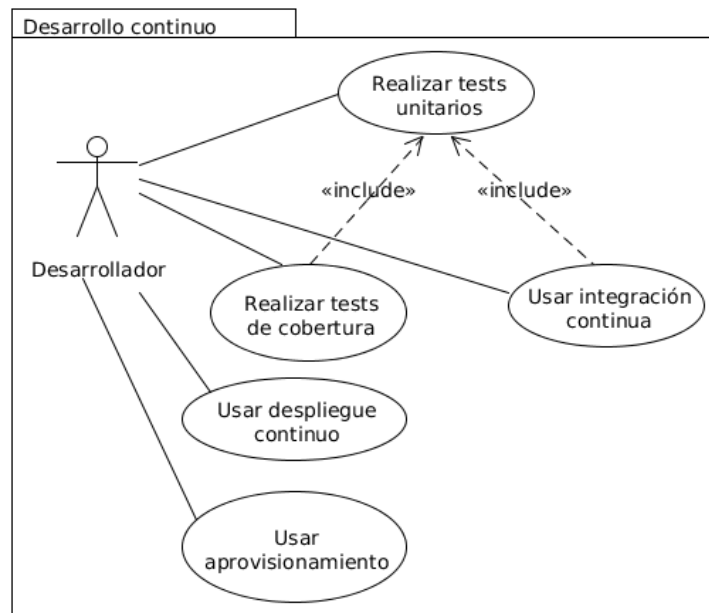 Desarrollo continuo
Realizar tests
unitarios
«include»
«include»
Desarrollador
Realizar tests
de cobertura
Usar integración
continua
Usar despliegue
continuo
Usar
aprovisionamiento